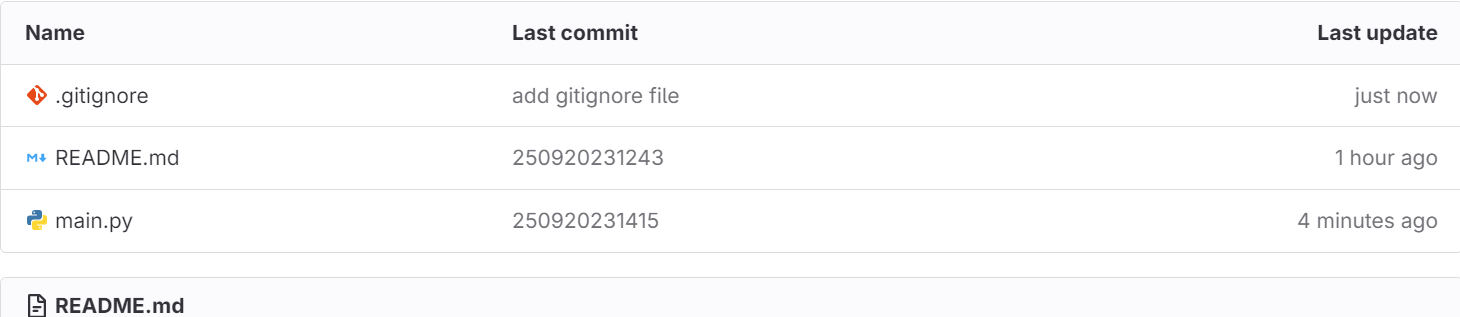 Name Last commit Last update
.gitignore add gitignore file just now
README.md 250920231243 1 hour ago
main.py 250920231415 4 minutes ago
README.md